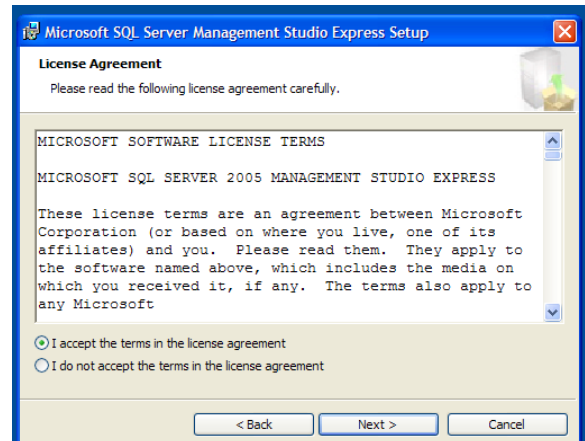 Microsoft SQL Server Management Studio Express Setup
License Agreement
Please read the following license agreement carefully.
MICROSOFT SOFTWARE LICENSE TERMS
MICROSOFT SQL SERVER 2005 MANAGEMENT STUDIO EXPRESS
These license terms are an agreement between Microsoft
Corporation (or based on where you live, one of its
affiliates) and you.  Please read them.  They apply to
the software named above, which includes the media on
which you received it, if any.  The terms also apply to
any Microsoft
I accept the terms in the license agreement
I do not accept the terms in the license agreement
< Back Next > Cancel